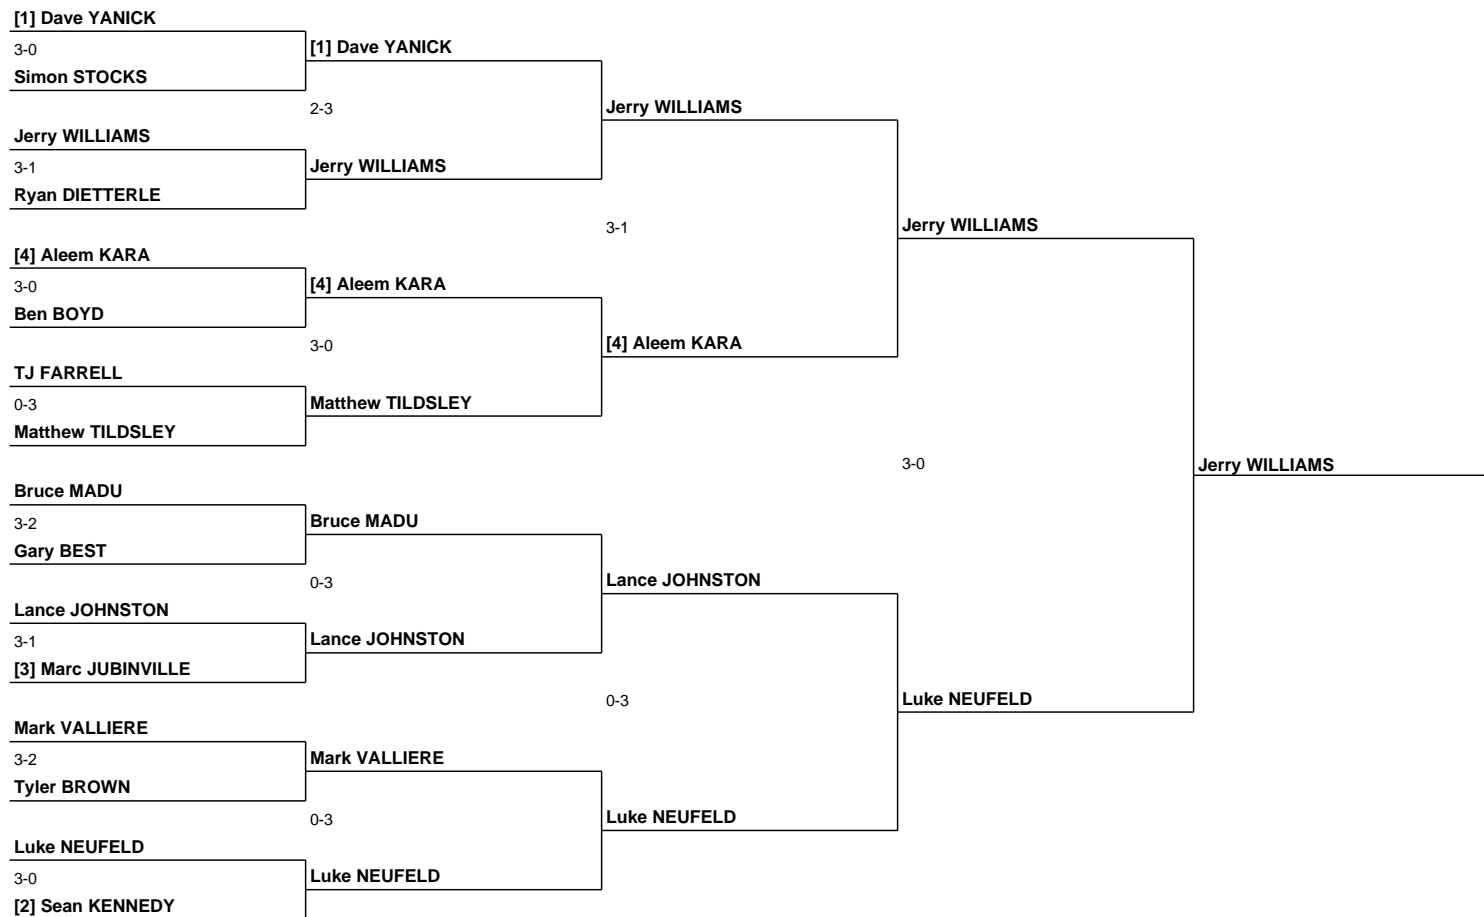 [1] Dave YANICK
3-0
Simon STOCKS
[1] Dave YANICK
2-3
Jerry WILLIAMS
3-1
Ryan DIETTERLE
Jerry WILLIAMS
Jerry WILLIAMS
3-1
[4] Aleem KARA
3-0
Ben BOYD
[4] Aleem KARA
3-0
TJ FARRELL
0-3
Matthew TILDSLEY
Matthew TILDSLEY
[4] Aleem KARA
Jerry WILLIAMS
3-0
Bruce MADU
3-2
Gary BEST
Bruce MADU
0-3
Lance JOHNSTON
3-1
[3] Marc JUBINVILLE
Lance JOHNSTON
Lance JOHNSTON
0-3
Mark VALLIERE
3-2
Tyler BROWN
Mark VALLIERE
0-3
Luke NEUFELD
3-0
[2] Sean KENNEDY
Luke NEUFELD
Luke NEUFELD
Luke NEUFELD
Jerry WILLIAMS